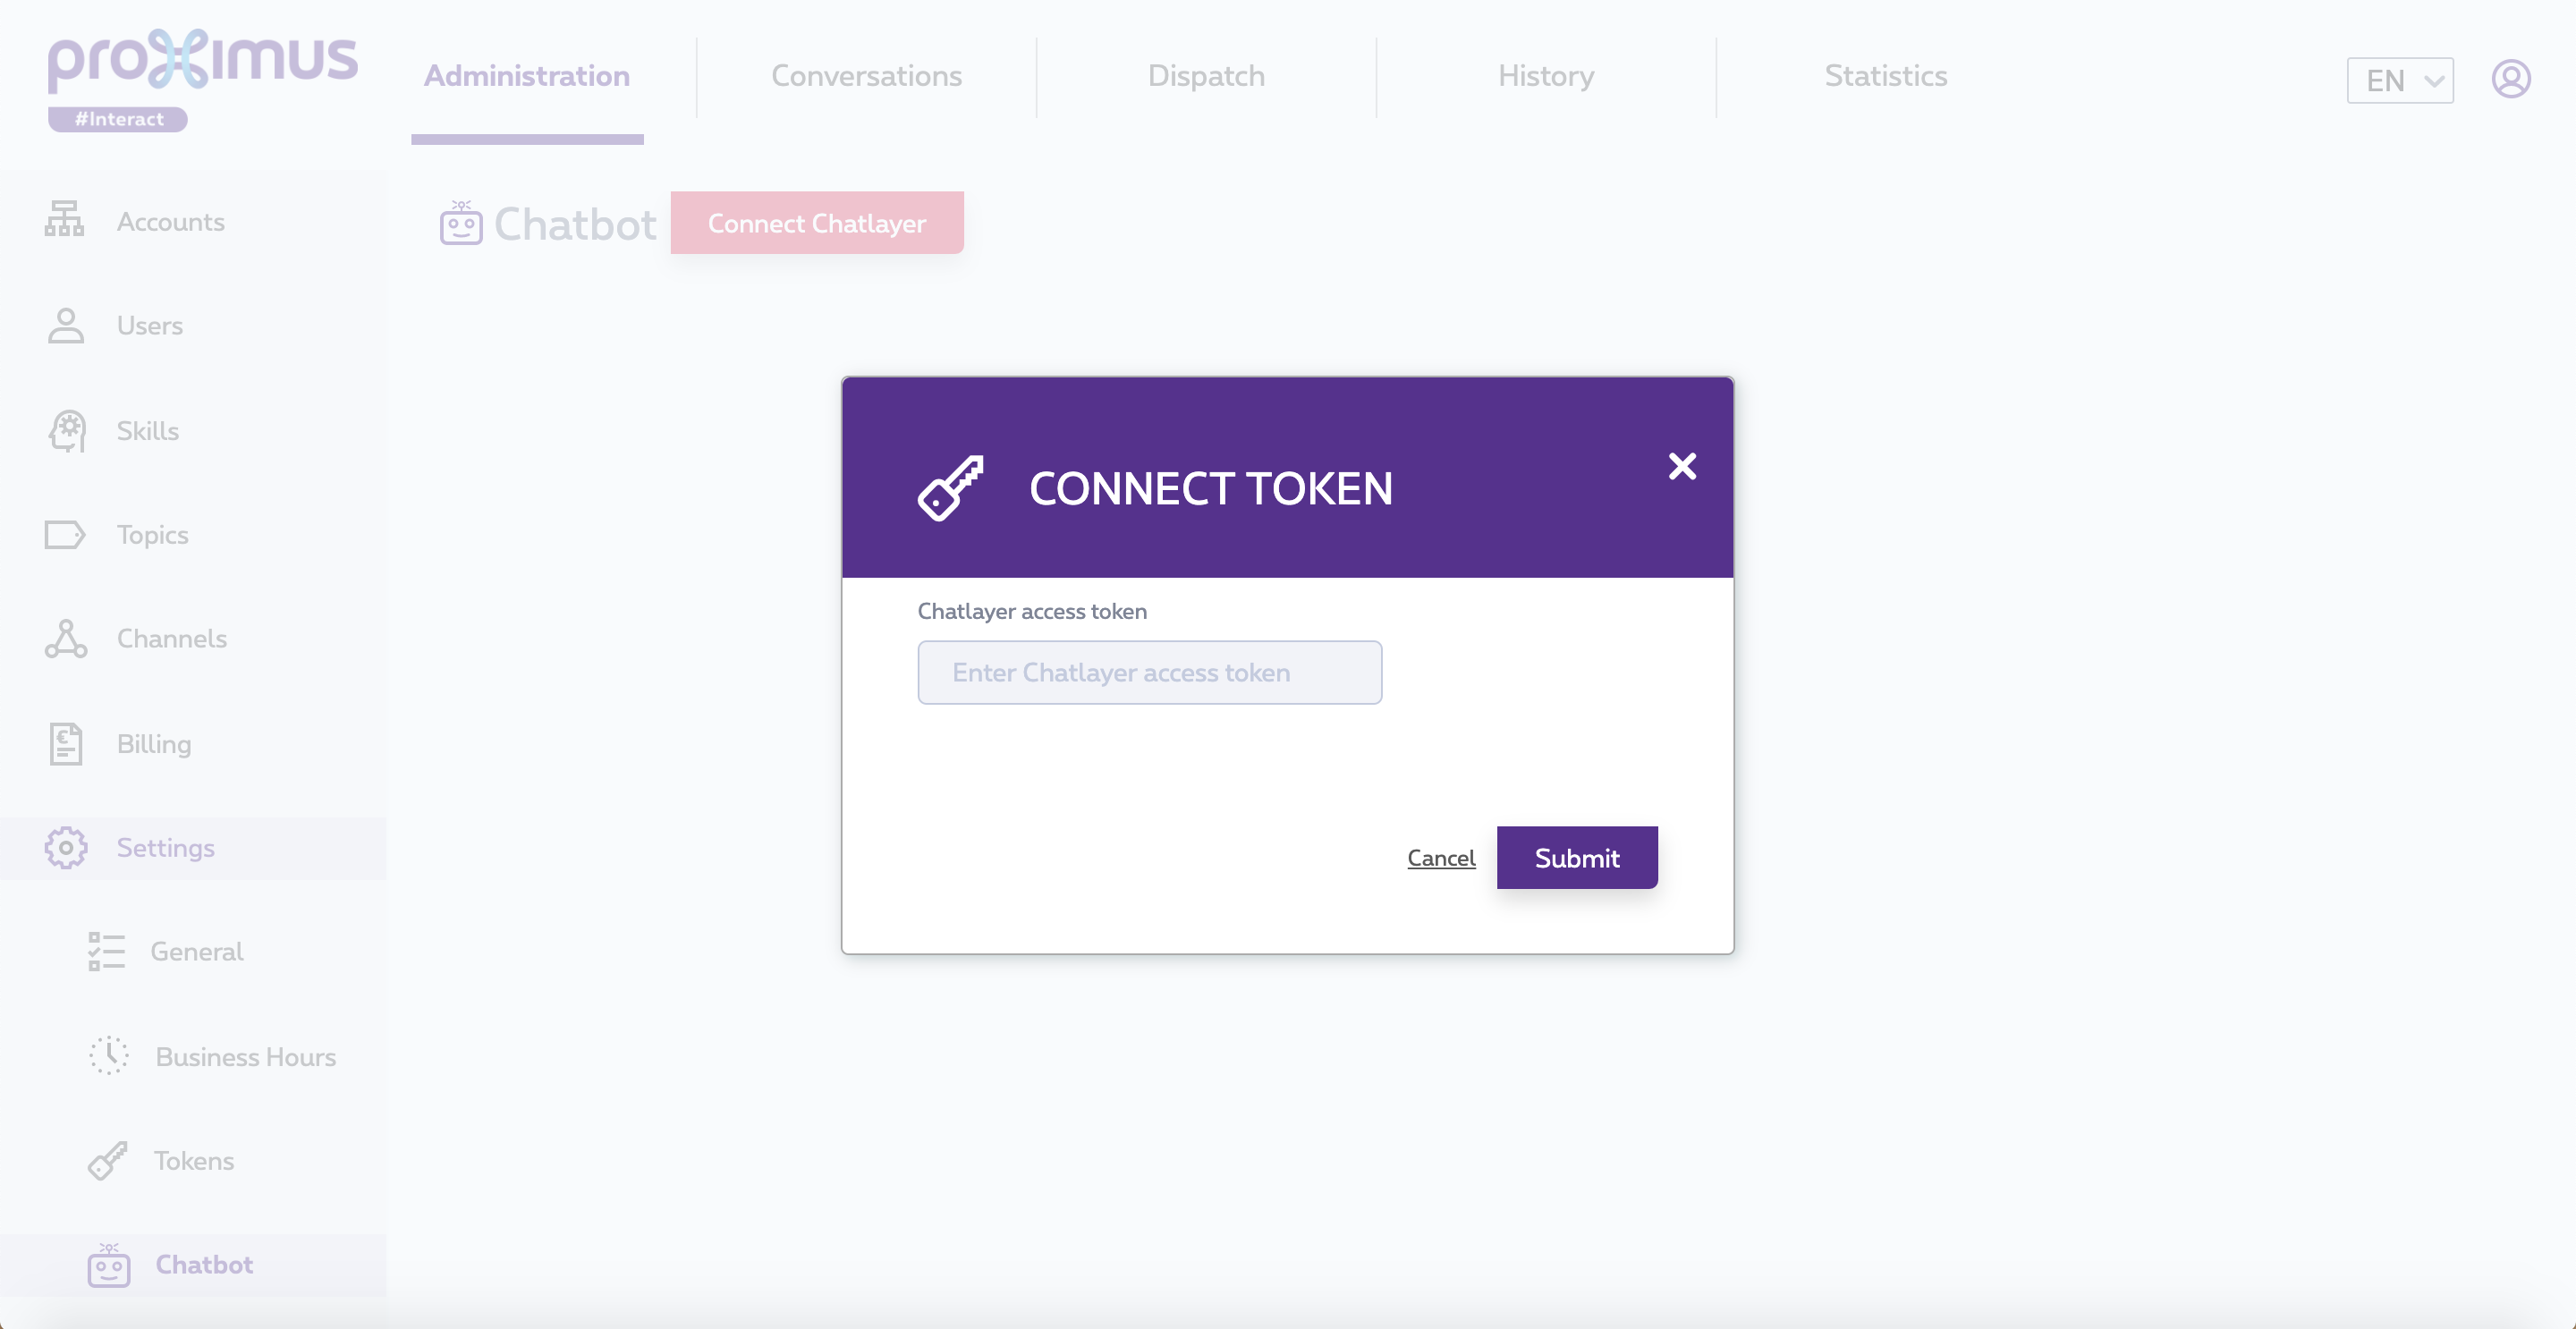 proximus
#Interact
Administration
Conversations
Dispatch
History
Statistics
EN
Accounts
Users
Skills
Topics
Channels
Billing
Settings
General
Business Hours
Tokens
Chatbot
Chatbot
Connect Chatlayer
CONNECT TOKEN
Chatlayer access token
Enter Chatlayer access token
Cancel
Submit